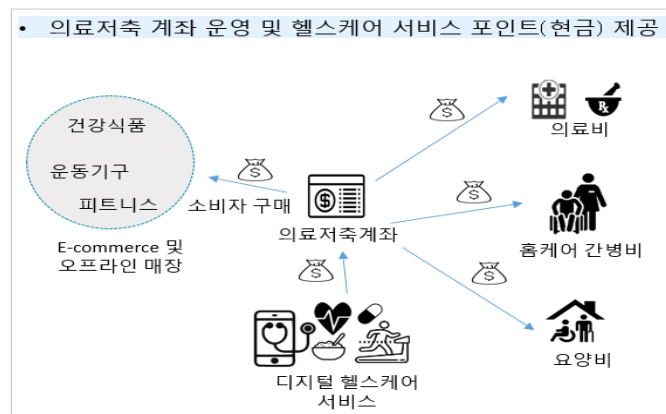 • 의료저축 계좌 운영 및 헬스케어 서비스 포인트(현금) 제공
건강식품
운동기구
피트니스
E-commerce 및
오프라인 매장
$
소비자 구매
$
의료저축계좌
$
디지털 헬스케어
서비스
$
Rx
의료비
$
홈케어 간병비
$
요양비